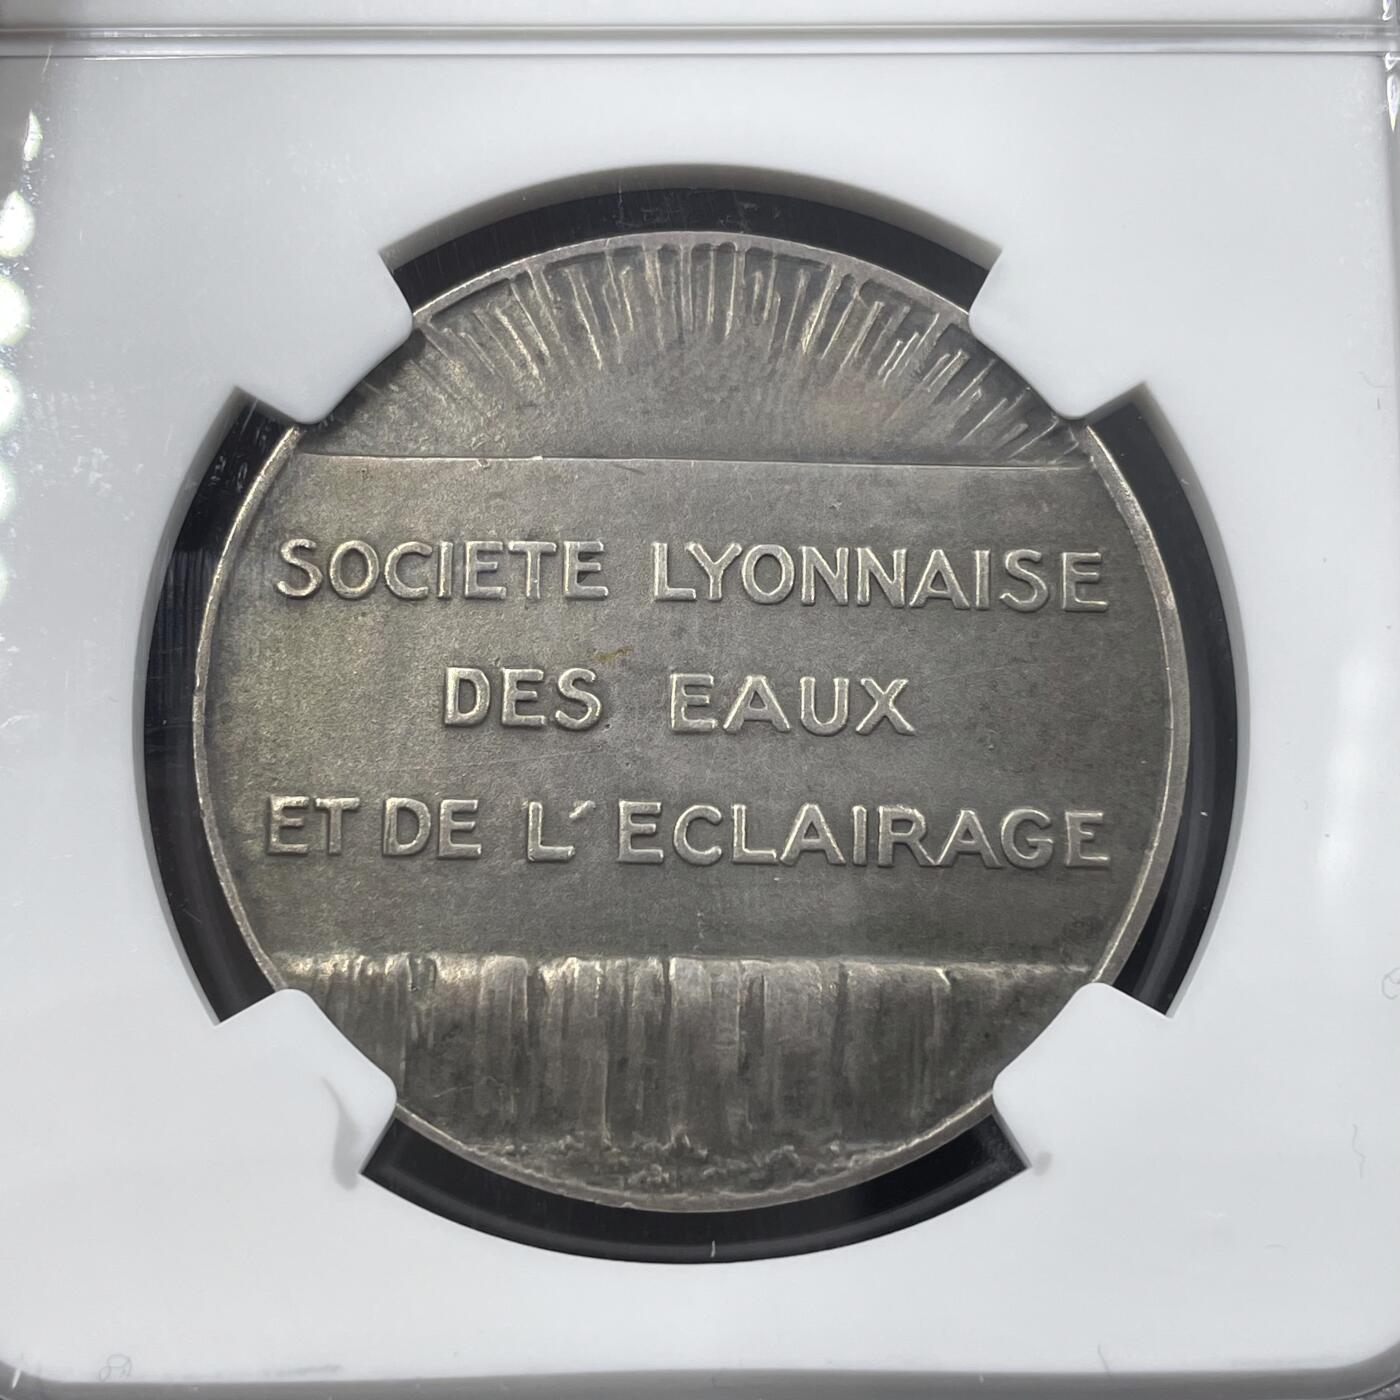 SOCIETE LYONNAISE
DES EAUX
ET DE L'ECLAIRAGE